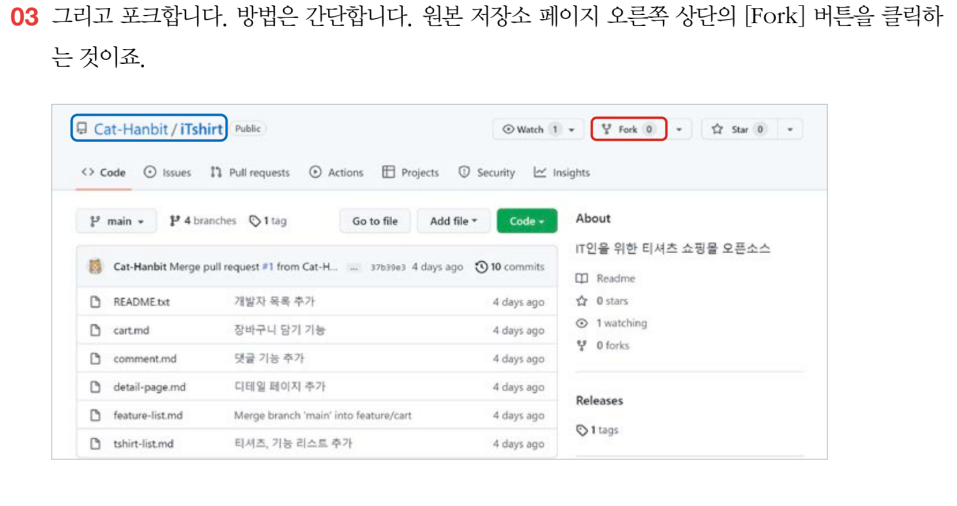 03 그리고 포크합니다. 방법은 간단합니다. 원본 저장소 페이지 오른쪽 상단의 [Fork] 버튼을 클릭하
는 것이죠.
Cat-Hanbit / iTshirt Public Watch 1 Fork 0 Star 0
<> Code Issues Pull requests Actions Projects Security Insights
main 4 branches 1 tag Go to file Add file Code
About
IT인을 위한 티셔츠 쇼핑몰 오픈소스
Cat-Hanbit Merge pull request #1 from Cat-H... ... 37b39e3 4 days ago 10 commits
Readme
README.txt 개발자 목록 추가 4 days ago
0 stars
cart.md 장바구니 담기 기능 4 days ago
1 watching
comment.md 댓글 기능 추가 4 days ago
0 forks
detail-page.md 디테일 페이지 추가 4 days ago
Releases
feature-list.md Merge branch 'main' into feature/cart 4 days ago
1 tags
tshirt-list.md 티셔츠, 기능 리스트 추가 4 days ago